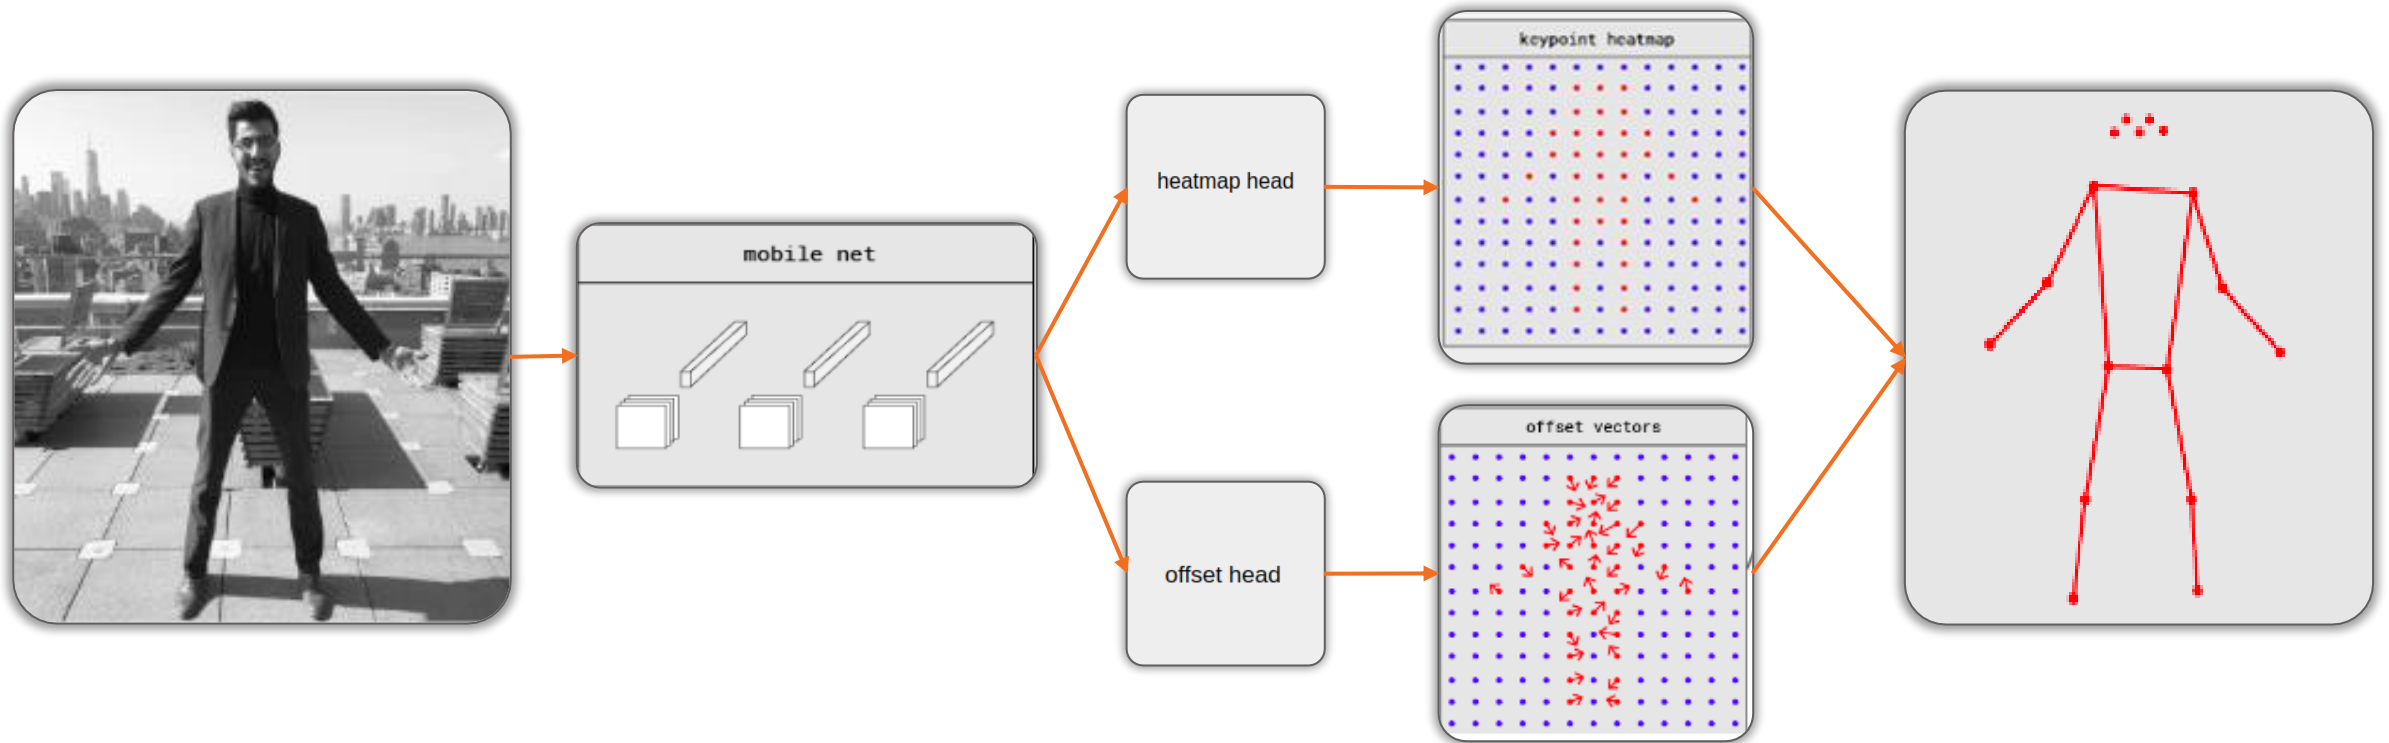 mobile net
heatmap head
keypoint heatmap
offset head
offset vectors